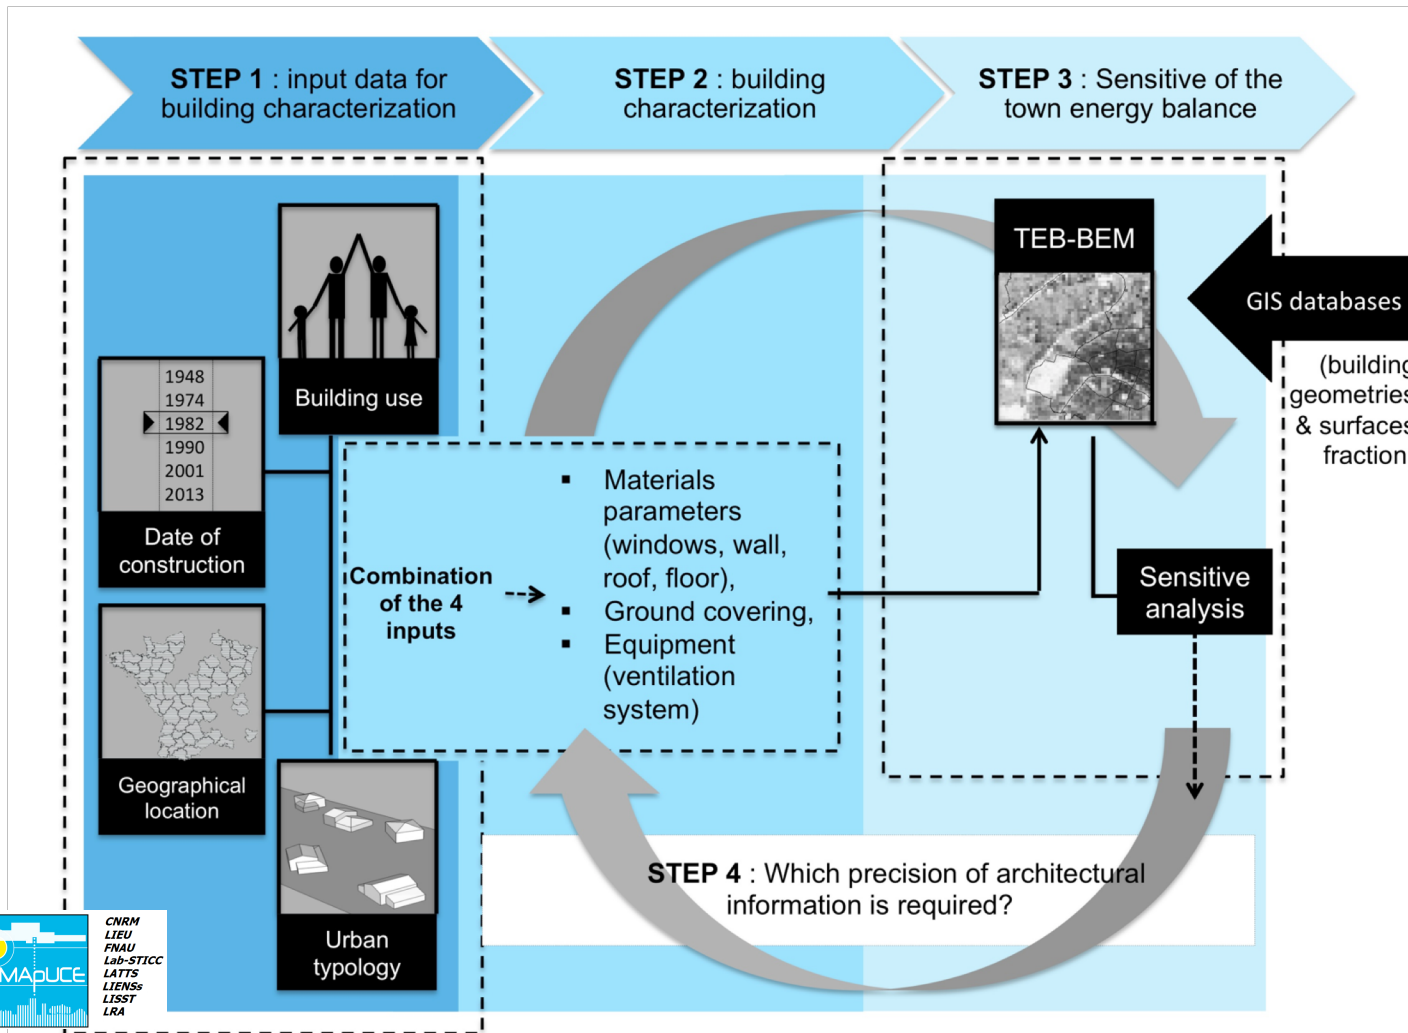 STEP 1 : input data for
building characterization
STEP 2 : building
characterization
STEP 3 : Sensitive of the
town energy balance
Building use
1948
1974
1982
1990
2001
2013
Date of
construction
Geographical
location
Urban
typology
Combination
of the 4
inputs
▪ Materials
parameters
(windows, wall,
roof, floor),
▪ Ground covering,
▪ Equipment
(ventilation
system)
TEB-BEM
GIS databases
(building
geometries
& surfaces
fraction
Sensitive
analysis
STEP 4 : Which precision of architectural
information is required?
MApUCE
CNRM
LIEU
FNAU
Lab-STICC
LATTS
LIENSs
LISST
LRA